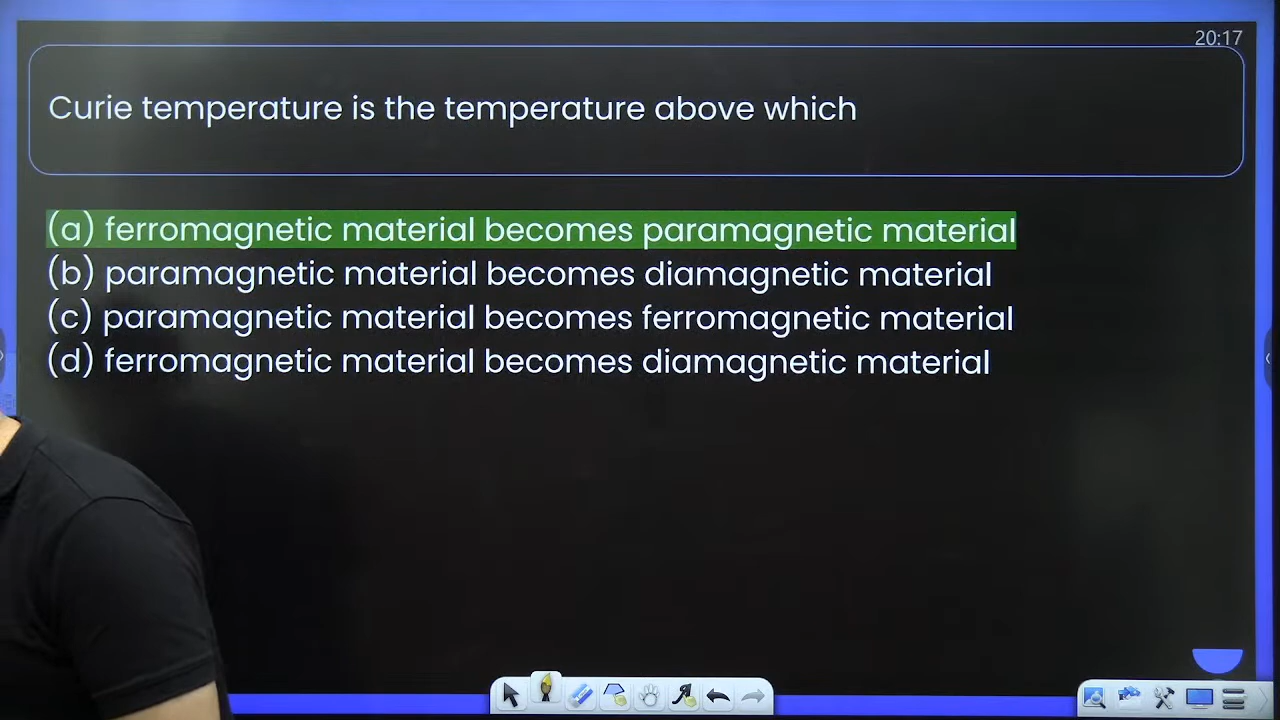 20:17
Curie temperature is the temperature above which
(a) ferromagnetic material becomes paramagnetic material
(b) paramagnetic material becomes diamagnetic material
(c) paramagnetic material becomes ferromagnetic material
(d) ferromagnetic material becomes diamagnetic material